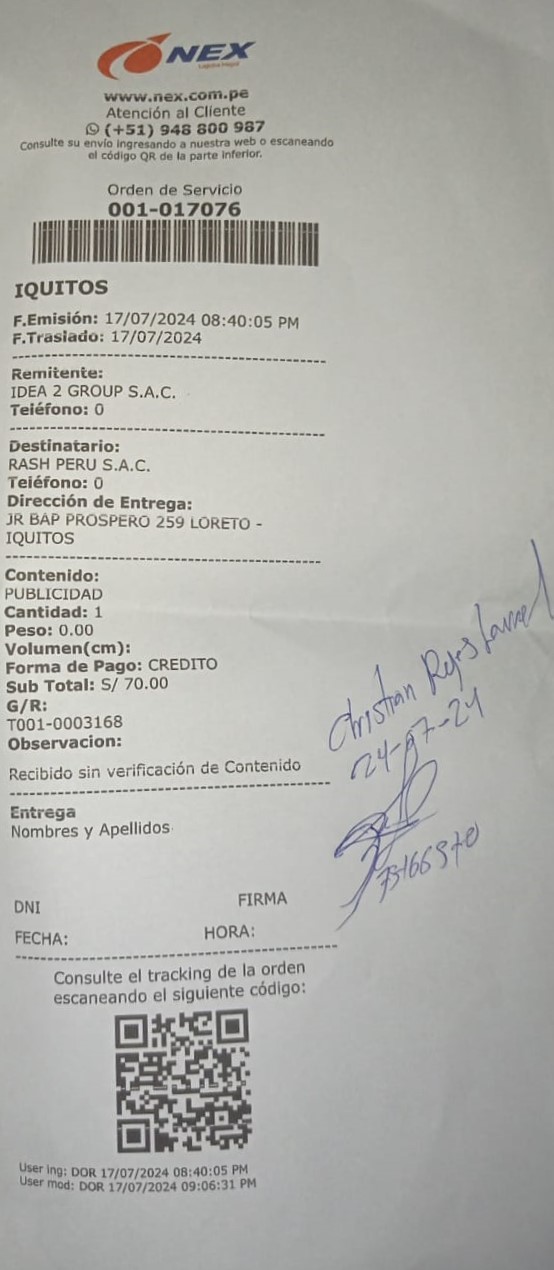 NEX
www.nex.com.pe
Atención al Cliente
(+51) 948 800 987
Consulte su envío ingresando a nuestra web o escaneando
el código QR de la parte inferior.
Orden de Servicio
001-017076
IQUITOS
F.Emisión: 17/07/2024 08:40:05 PM
F.Traslado: 17/07/2024
Remitente:
IDEA 2 GROUP S.A.C.
Teléfono: 0
Destinatario:
RASH PERU S.A.C.
Teléfono: 0
Dirección de Entrega:
JR BAP PROSPERO 259 LORETO -
IQUITOS
Contenido:
PUBLICIDAD
Cantidad: 1
Peso: 0.00
Volumen(cm):
Forma de Pago: CREDITO
Sub Total: S/ 70.00
G/R:
T001-0003168
Observacion:
Recibido sin verificación de Contenido
Christian
24-07-24
Entrega
Nombres y Apellidos
DNI
FIRMA
FECHA:
HORA:
Consulte el tracking de la orden
escaneando el siguiente código:
User ing: DOR 17/07/2024 08:40:05 PM
User mod: DOR 17/07/2024 09:06:31 PM